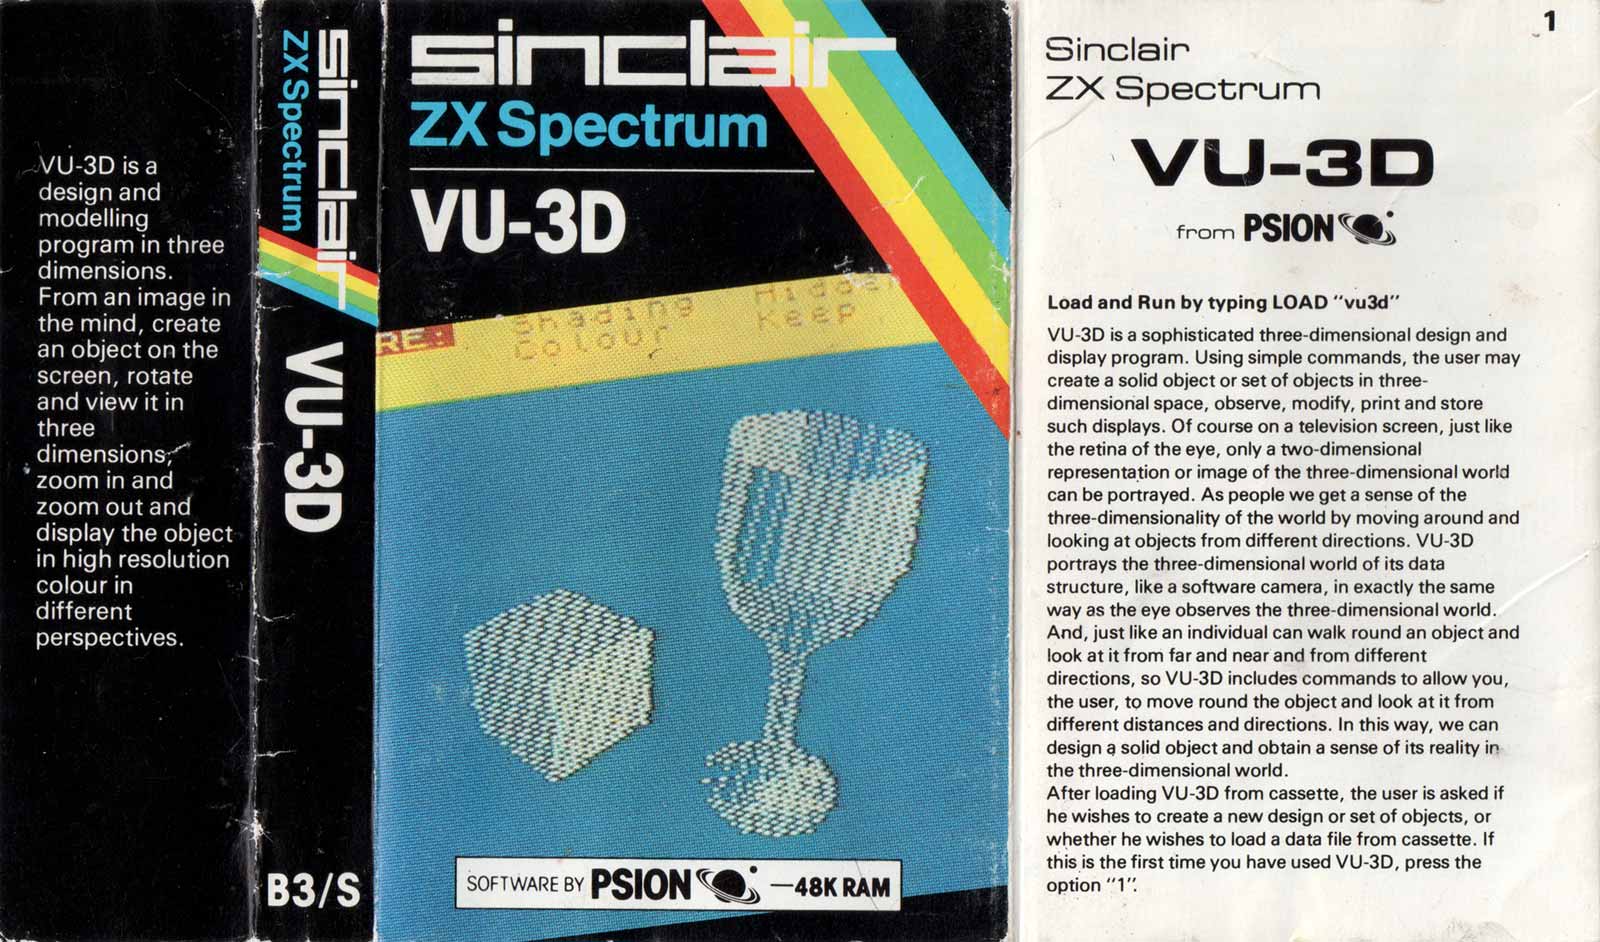 VU-3D is a
design and
modelling
program in three
dimensions.
From an image in
the mind, create
an object on the
screen, rotate
and view it in
three
dimensions,
zoom in and
zoom out and
display the object
in high resolution
colour in
different
perspectives.
sinclair
ZX Spectrum
VU-3D
B3/S
sinclair
ZX Spectrum
VU-3D
RE: Shading Hidden
Colour Keep
SOFTWARE BY PSION —48K RAM
1
Sinclair
ZX Spectrum
VU-3D
from PSION
Load and Run by typing LOAD "vu3d"
VU-3D is a sophisticated three-dimensional design and
display program. Using simple commands, the user may
create a solid object or set of objects in three-
dimensional space, observe, modify, print and store
such displays. Of course on a television screen, just like
the retina of the eye, only a two-dimensional
representation or image of the three-dimensional world
can be portrayed. As people we get a sense of the
three-dimensionality of the world by moving around and
looking at objects from different directions. VU-3D
portrays the three-dimensional world of its data
structure, like a software camera, in exactly the same
way as the eye observes the three-dimensional world.
And, just like an individual can walk round an object and
look at it from far and near and from different
directions, so VU-3D includes commands to allow you,
the user, to move round the object and look at it from
different distances and directions. In this way, we can
design a solid object and obtain a sense of its reality in
the three-dimensional world.
After loading VU-3D from cassette, the user is asked if
he wishes to create a new design or set of objects, or
whether he wishes to load a data file from cassette. If
this is the first time you have used VU-3D, press the
option "1".